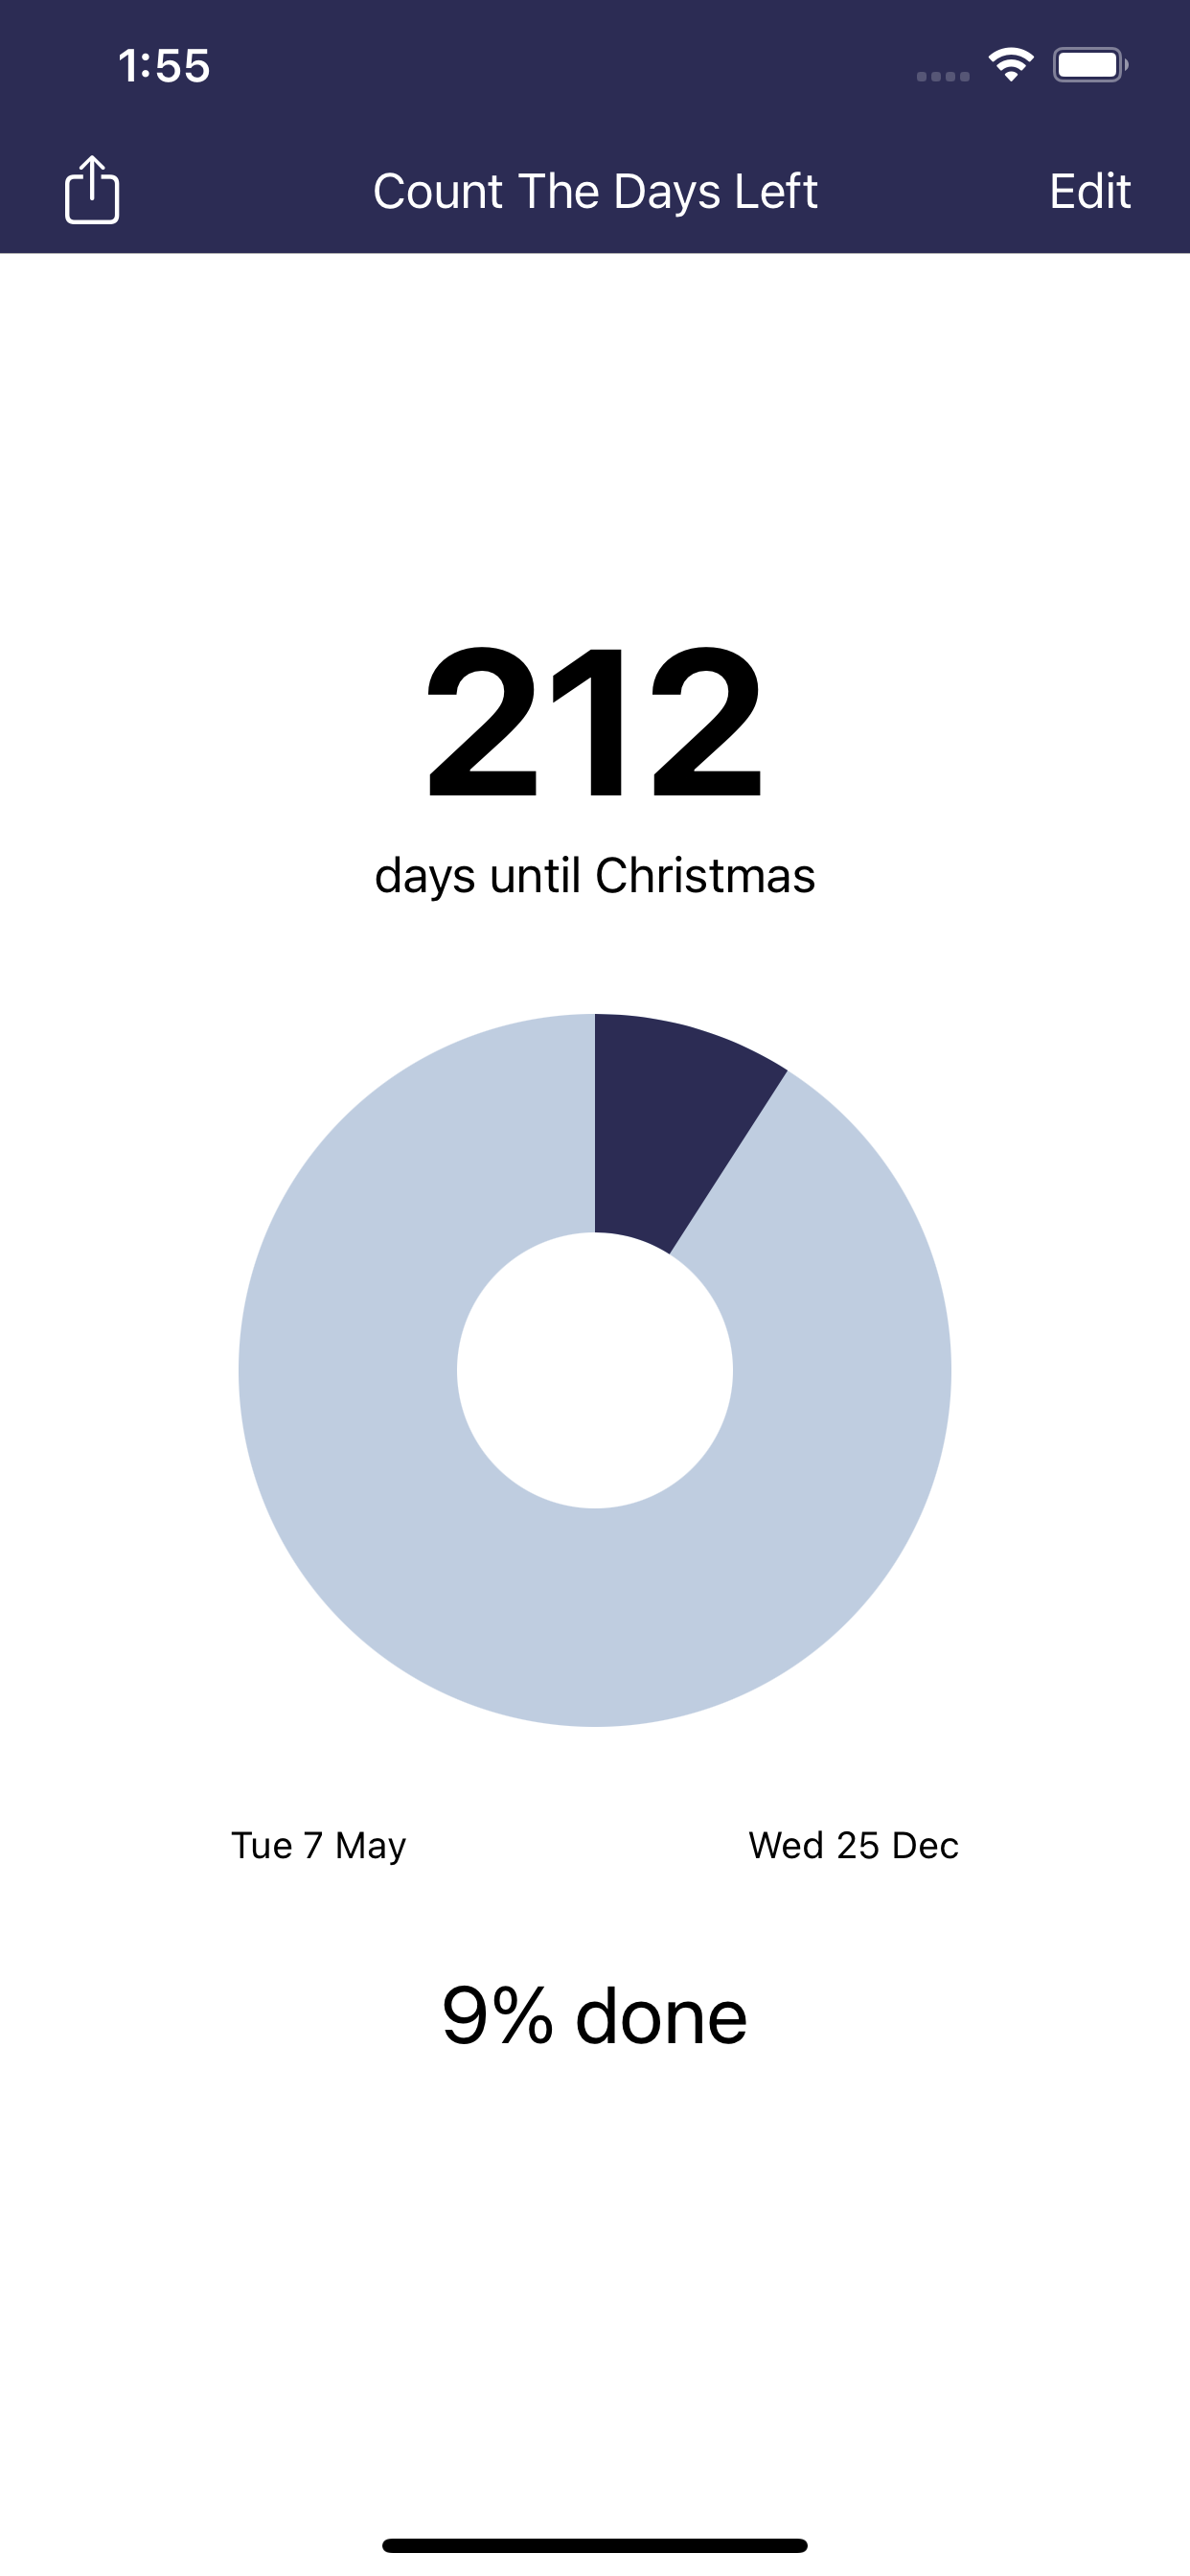 1:55
Count The Days Left
Edit
212
days until Christmas
Tue 7 May
Wed 25 Dec
9% done